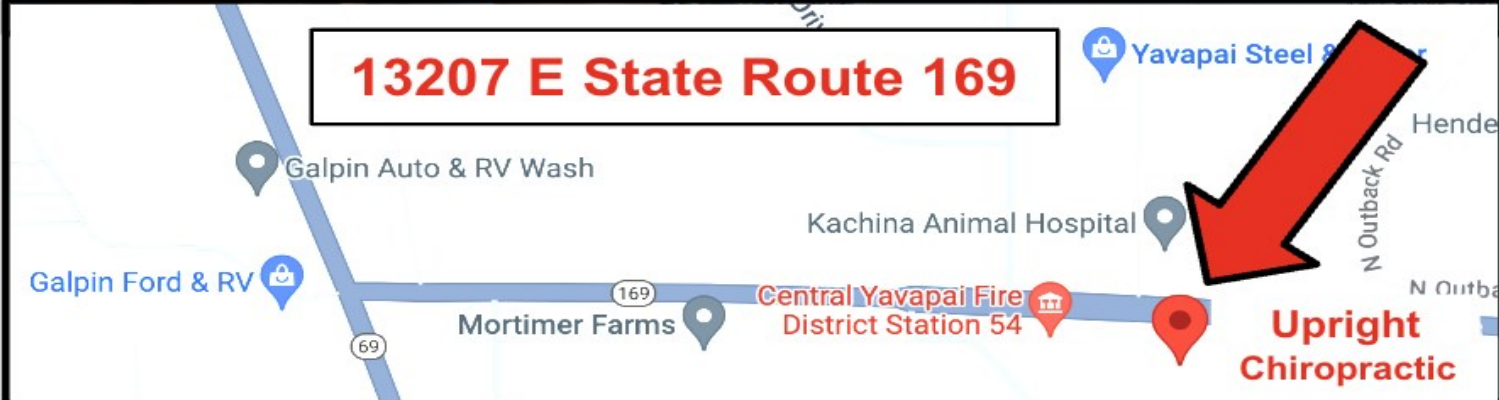 13207 E State Route 169
Yavapai Steel &
Galpin Auto & RV Wash
N Outback Rd
Kachina Animal Hospital
Galpin Ford & RV
169
Central Yavapai Fire
District Station 54
Mortimer Farms
69
Upright
Chiropractic